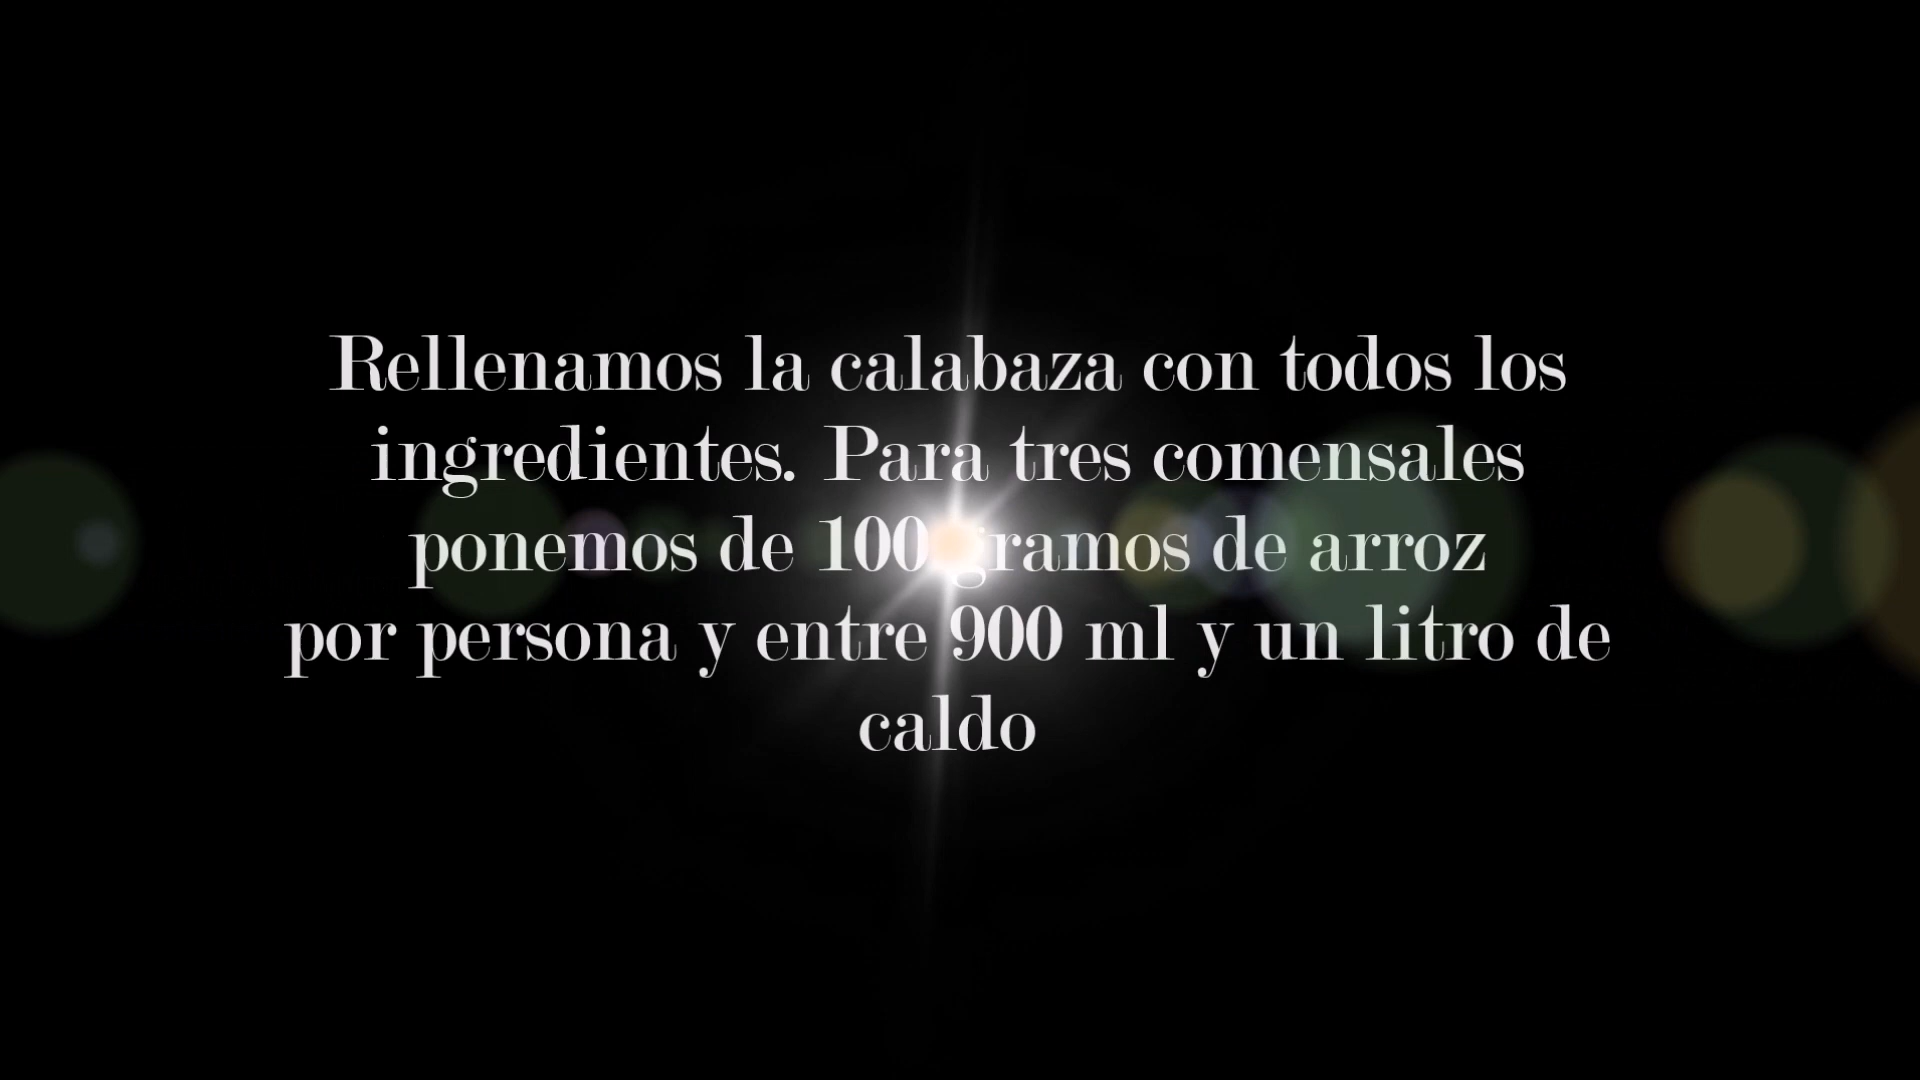 Rellenamos la calabaza con todos los
ingredientes. Para tres comensales
ponemos de 100 gramos de arroz
por persona y entre 900 ml y un litro de
caldo